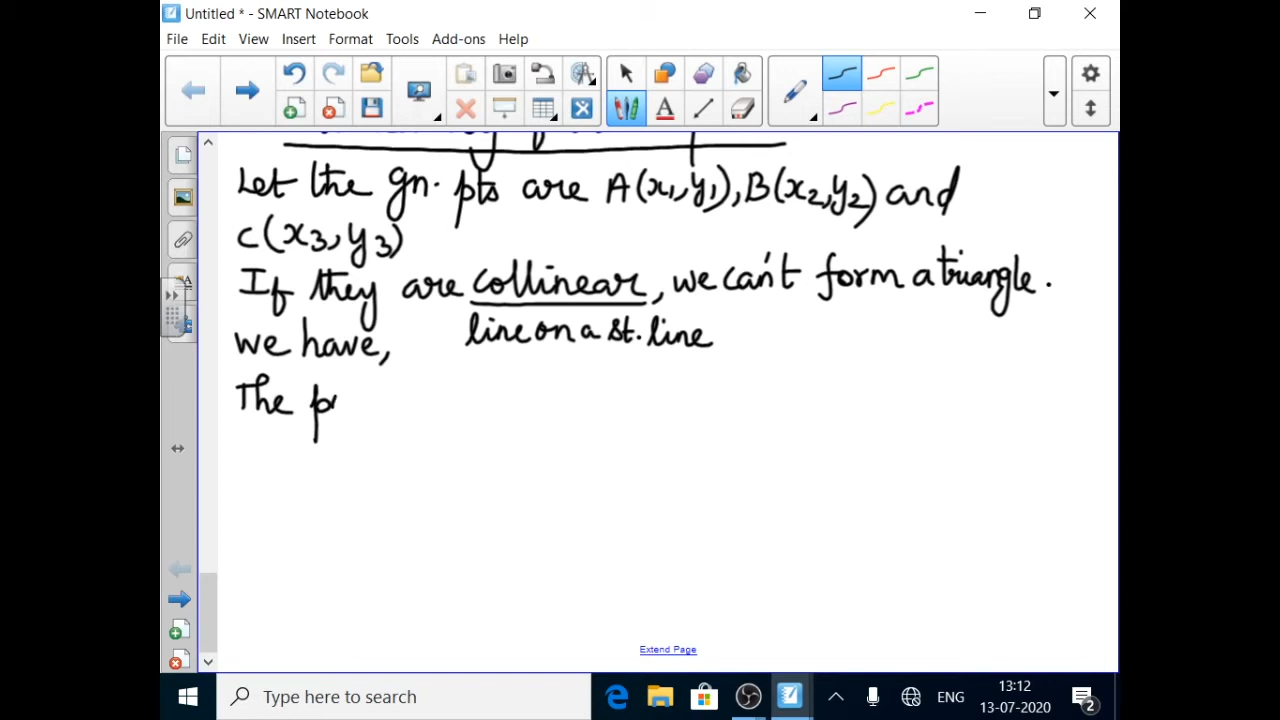 Untitled * - SMART Notebook
File Edit View Insert Format Tools Add-ons Help
Let the gn. pts are A(x1,y1), B(x2,y2) and
C(x3,y3)
If they are collinear, we can't form a triangle.
line on a st. line
we have,
The
Extend Page
Type here to search
ENG
13:12
13-07-2020
2